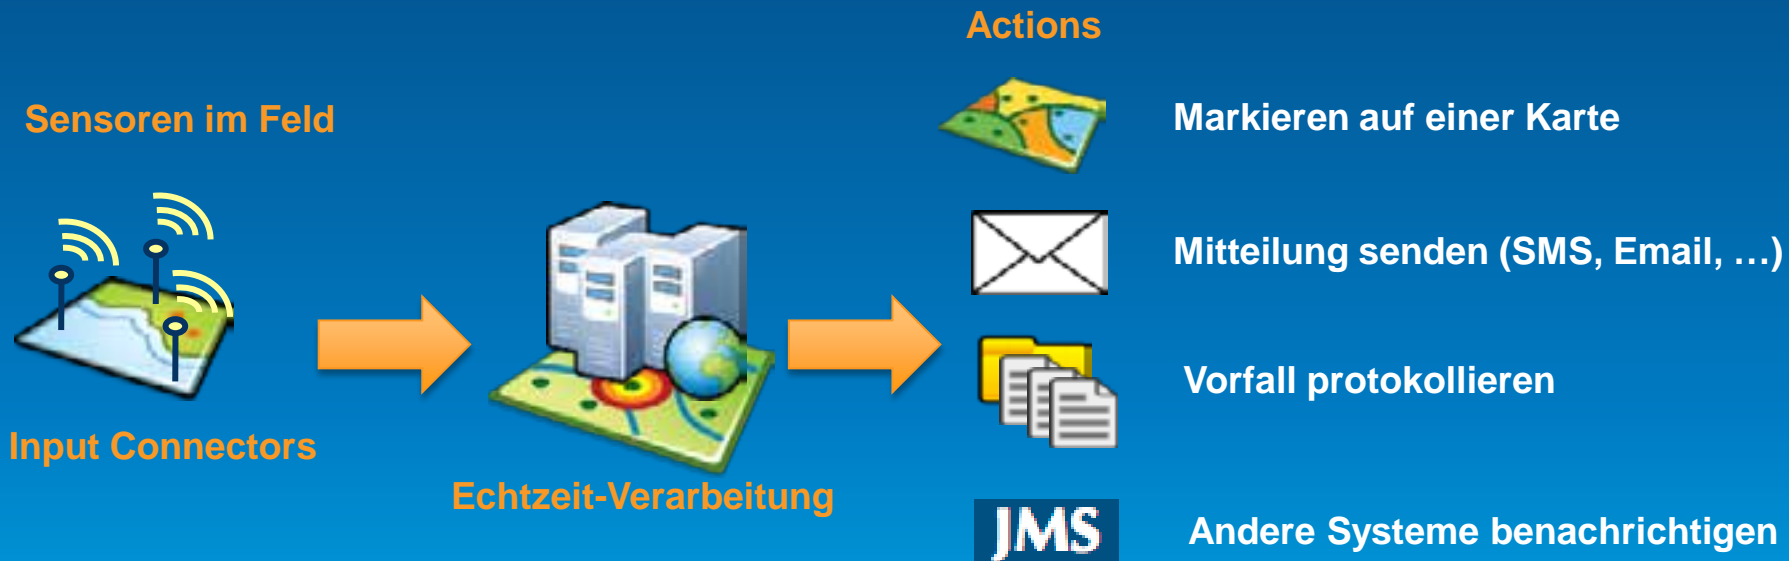 Actions
Sensoren im Feld
Markieren auf einer Karte
Mitteilung senden (SMS, Email, …)
Vorfall protokollieren
Input Connectors
Echtzeit-Verarbeitung
JMS
Andere Systeme benachrichtigen